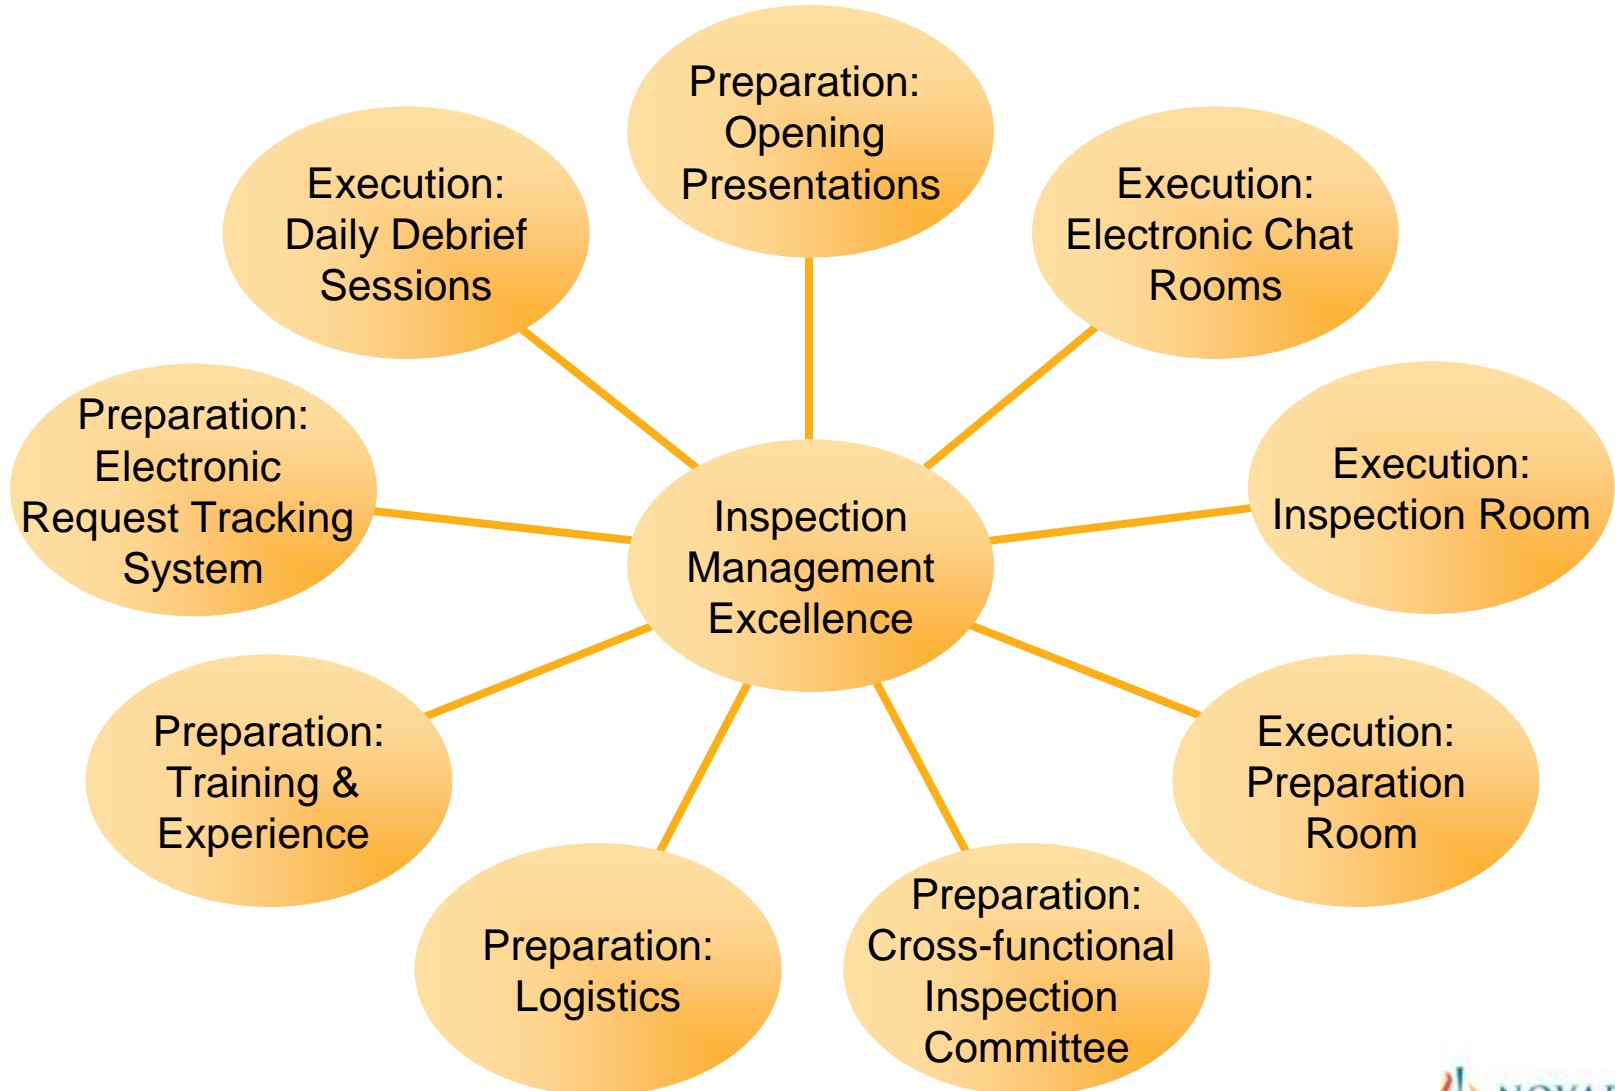 Preparation:
Opening
Presentations
Execution:
Electronic Chat
Rooms
Execution:
Inspection Room
Execution:
Preparation
Room
Preparation:
Cross-functional
Inspection
Committee
Preparation:
Logistics
Preparation:
Training &
Experience
Preparation:
Electronic
Request Tracking
System
Execution:
Daily Debrief
Sessions
Inspection
Management
Excellence